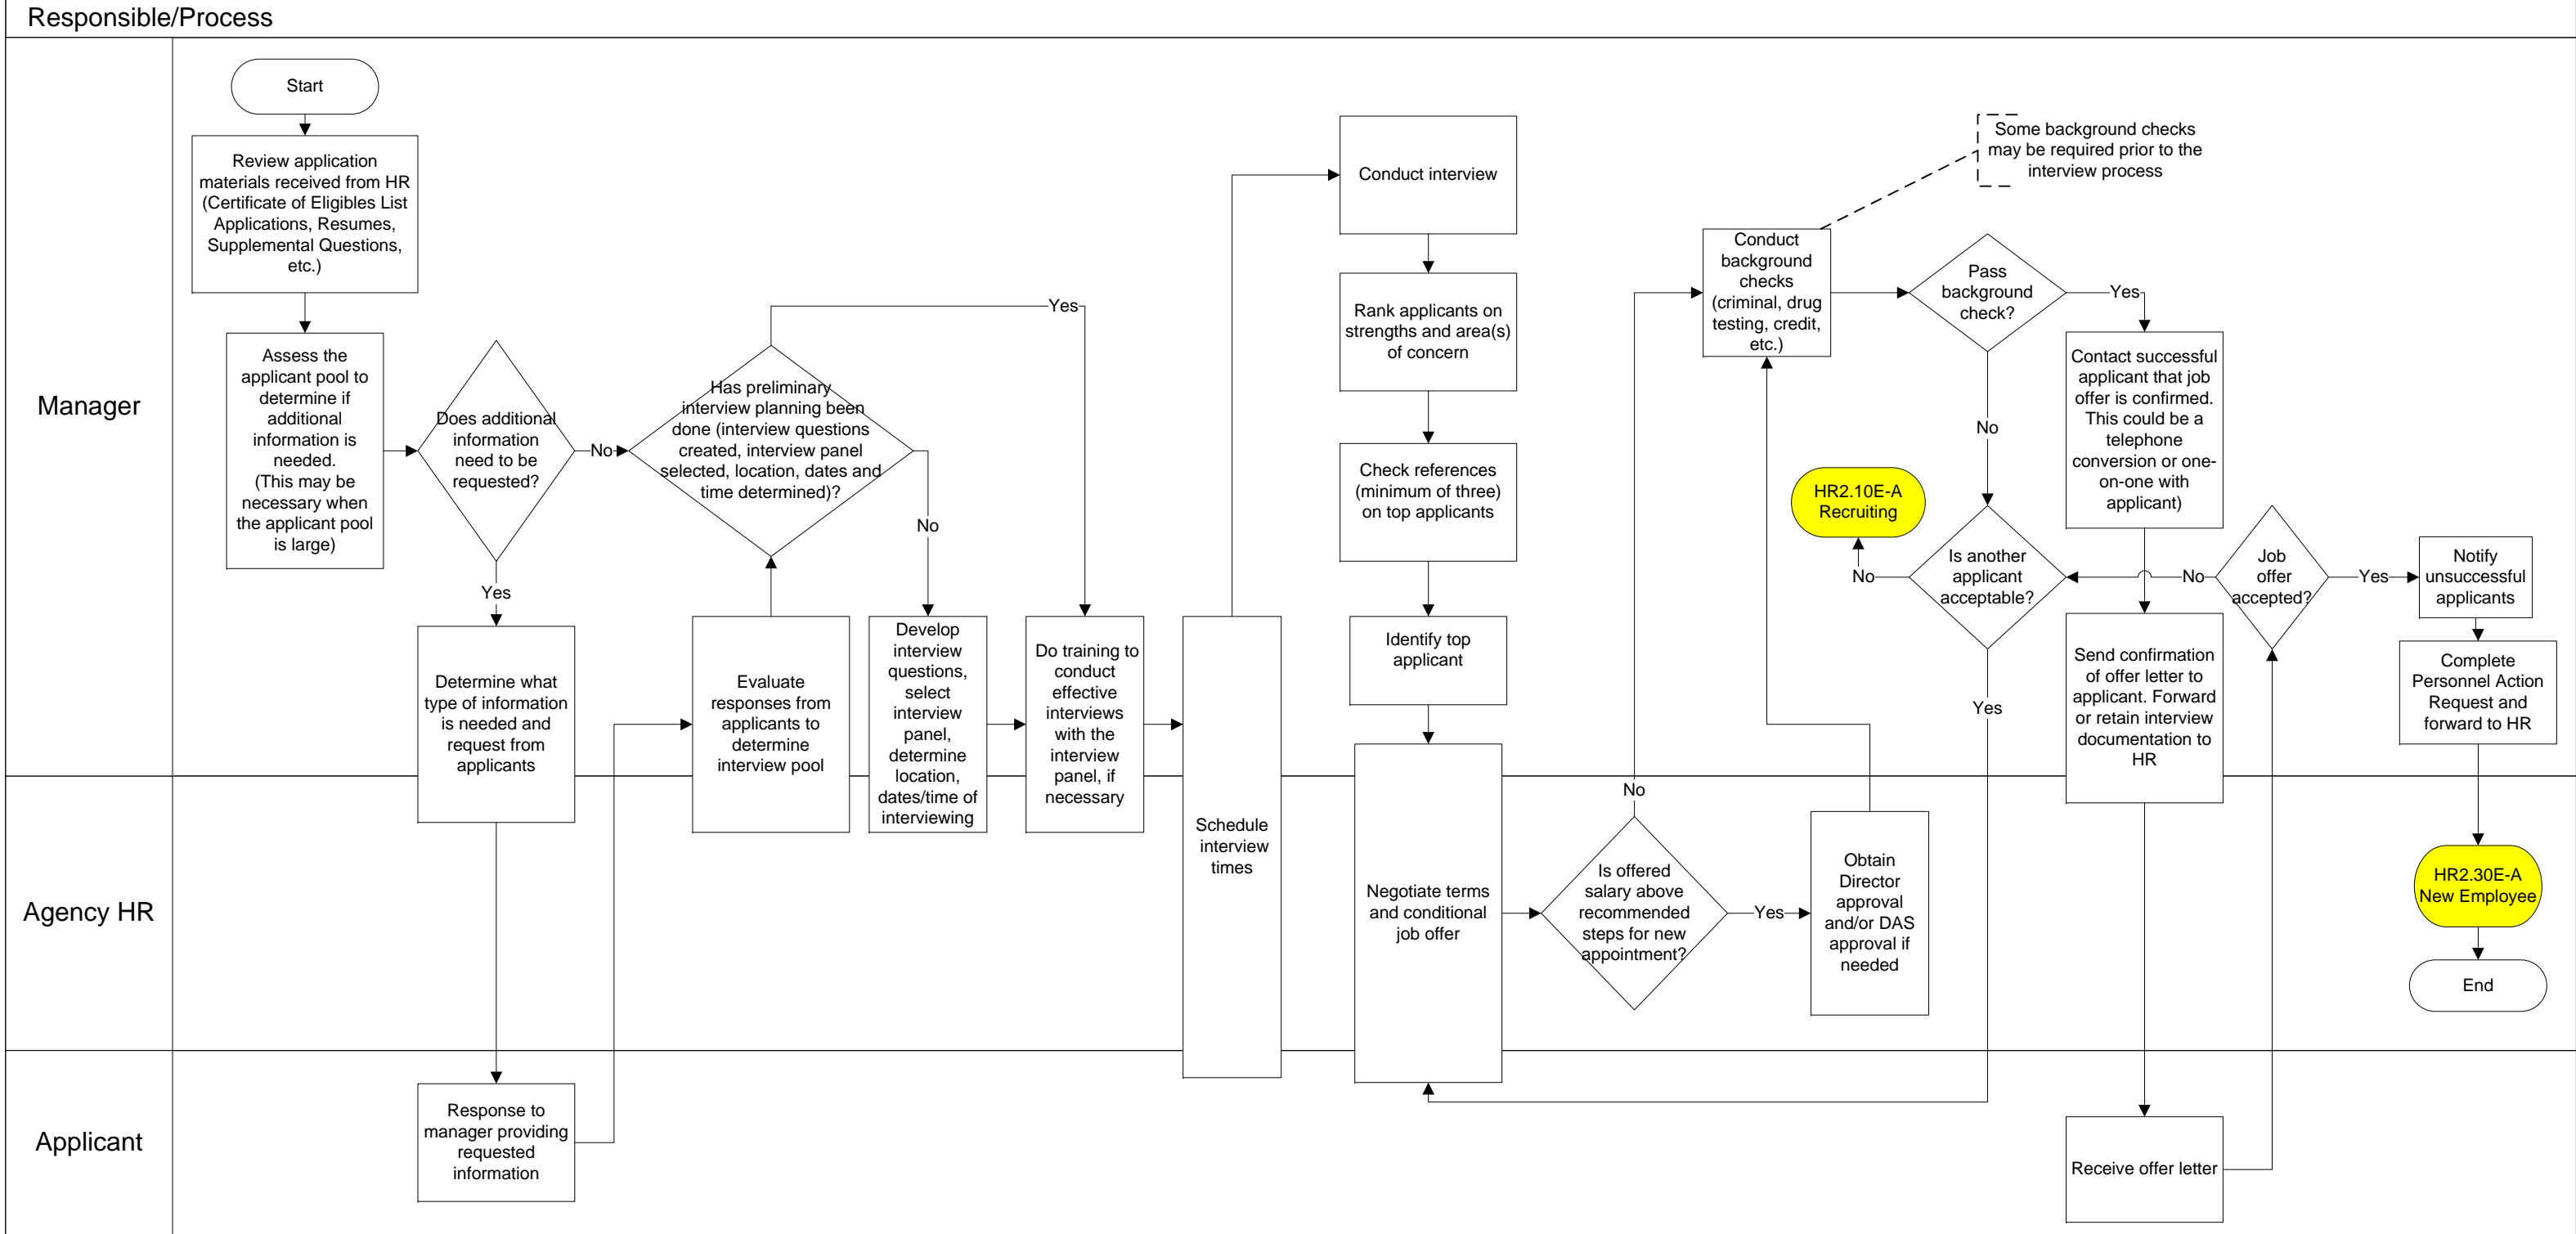 Responsible/Process
Manager
Start
Review application
materials received from HR
(Certificate of Eligibles List
Applications, Resumes,
Supplemental Questions,
etc.)
Assess the
applicant pool to
determine if
additional
information is
needed.
(This may be
necessary when
the applicant pool
is large)
Does additional
information
need to be
requested?
No
Yes
Determine what
type of information
is needed and
request from
applicants
Has preliminary
interview planning been
done (interview questions
created, interview panel
selected, location, dates and
time determined)?
Yes
No
Evaluate
responses from
applicants to
determine
interview pool
Develop
interview
questions,
select
interview
panel,
determine
location,
dates/time of
interviewing
Do training to
conduct
effective
interviews
with the
interview
panel, if
necessary
Schedule
interview
times
Conduct interview
Rank applicants on
strengths and area(s)
of concern
Check references
(minimum of three)
on top applicants
Identify top
applicant
Negotiate terms
and conditional
job offer
Is offered
salary above
recommended
steps for new
appointment?
No
Yes
Obtain
Director
approval
and/or DAS
approval if
needed
Conduct
background
checks
(criminal, drug
testing, credit,
etc.)
Some background checks
may be required prior to the
interview process
Pass
background
check?
Yes
No
HR2.10E-A
Recruiting
No
Is another
applicant
acceptable?
Yes
Contact successful
applicant that job
offer is confirmed.
This could be a
telephone
conversion or one-
on-one with
applicant)
Send confirmation
of offer letter to
applicant. Forward
or retain interview
documentation to
HR
No
Job
offer
accepted?
Yes
Notify
unsuccessful
applicants
Complete
Personnel Action
Request and
forward to HR
Agency HR
HR2.30E-A
New Employee
End
Applicant
Response to
manager providing
requested
information
Receive offer letter